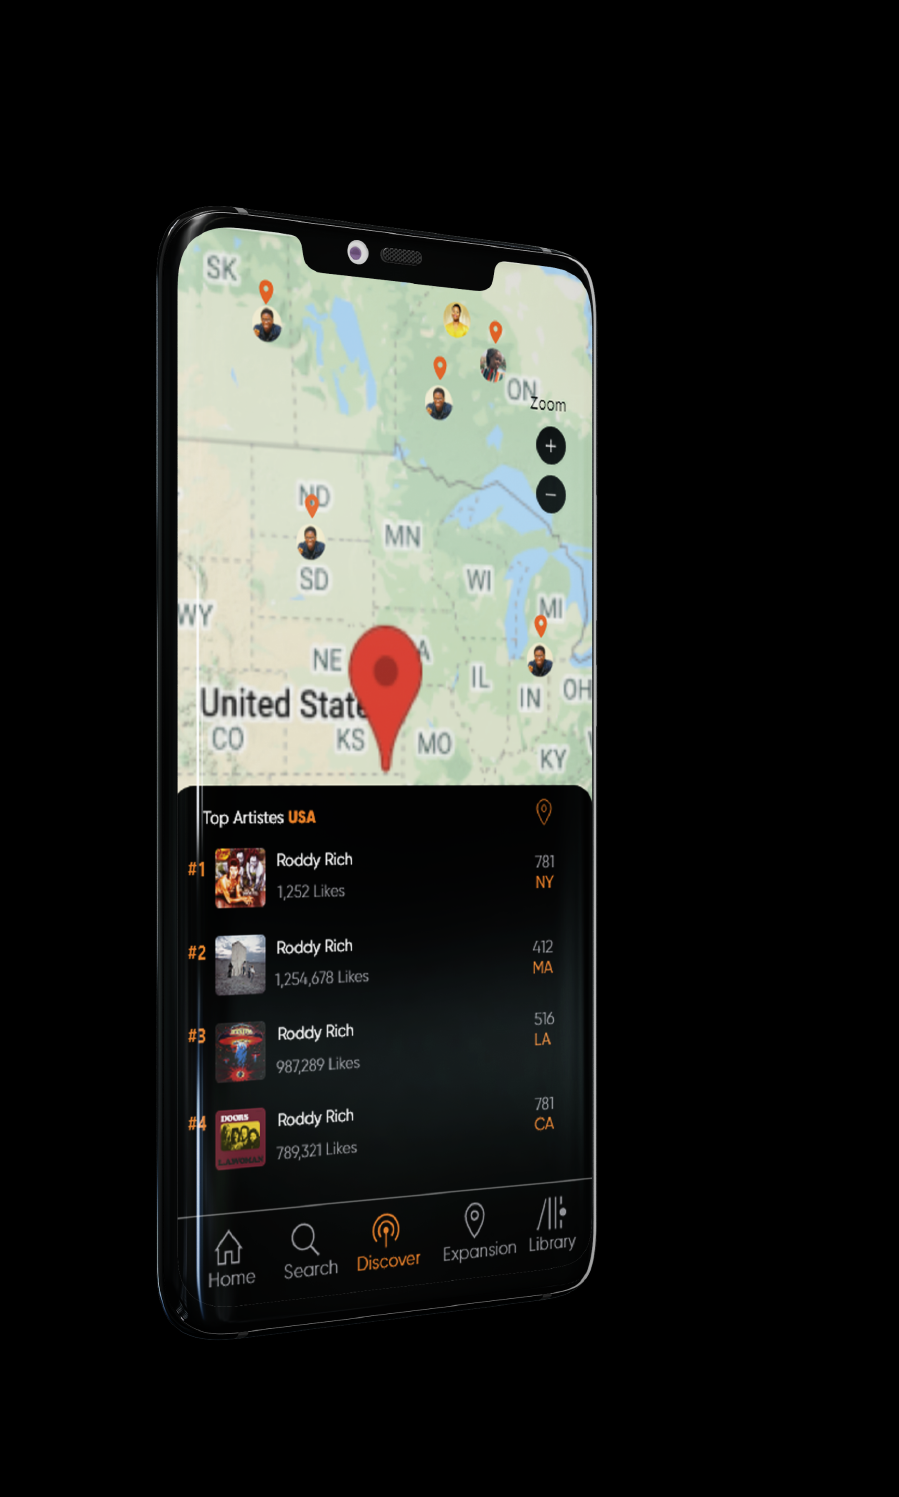 SK
ON
Zoom
+
−
ND
MN
SD
WI
MI
WY
NE
A
IL
IN
OH
United State
CO
KS
MO
KY
Top Artistes USA
#1
Roddy Rich
781
1,252 Likes
NY
#2
Roddy Rich
412
1,254,678 Likes
MA
#3
Roddy Rich
516
987,289 Likes
LA
#4
DOORS
Roddy Rich
781
789,321 Likes
CA
Home
Search
Discover
Expansion
Library